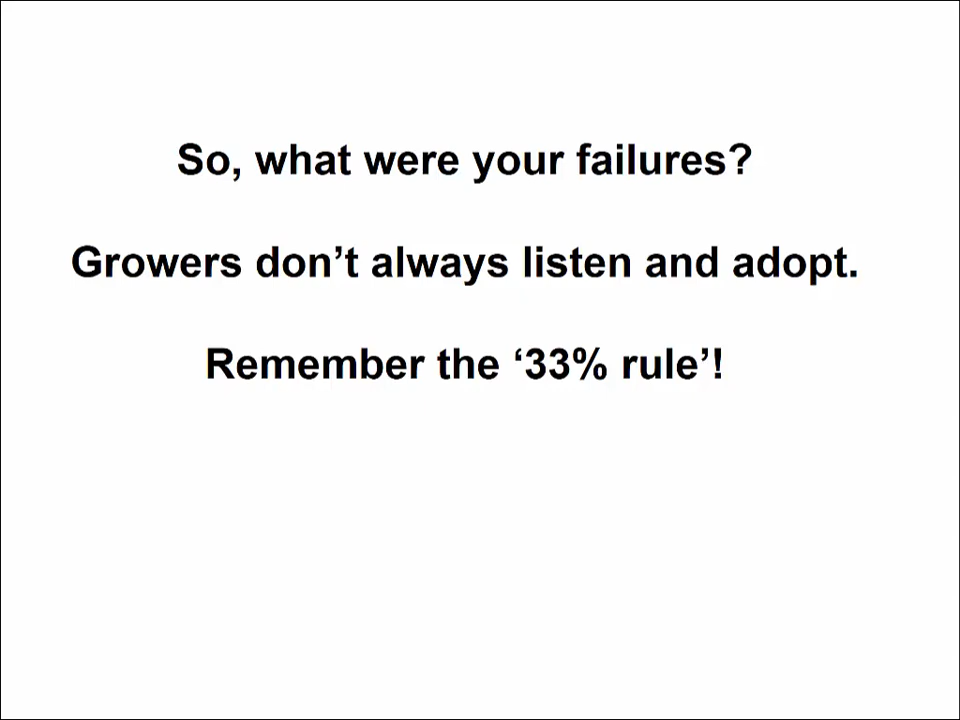 So, what were your failures?
Growers don’t always listen and adopt.
Remember the ‘33% rule’!